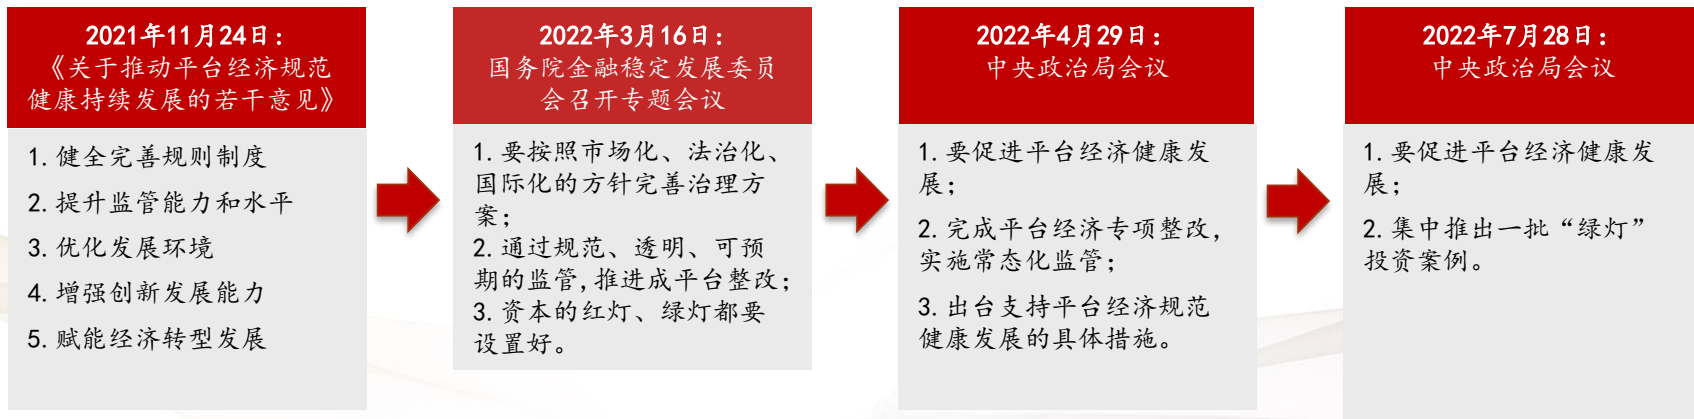 2021年11月24日：
《关于推动平台经济规范
健康持续发展的若干意见》
1. 健全完善规则制度
2. 提升监管能力和水平
3. 优化发展环境
4. 增强创新发展能力
5. 赋能经济转型发展
2022年3月16日：
国务院金融稳定发展委员
会召开专题会议
1. 要按照市场化、法治化、
国际化的方针完善治理方
案；
2. 通过规范、透明、可预
期的监管,推进成平台整改；
3. 资本的红灯、绿灯都要
设置好。
2022年4月29日：
中央政治局会议
1. 要促进平台经济健康发
展；
2. 完成平台经济专项整改,
实施常态化监管；
3. 出台支持平台经济规范
健康发展的具体措施。
2022年7月28日：
中央政治局会议
1. 要促进平台经济健康发
展；
2. 集中推出一批“绿灯”
投资案例。